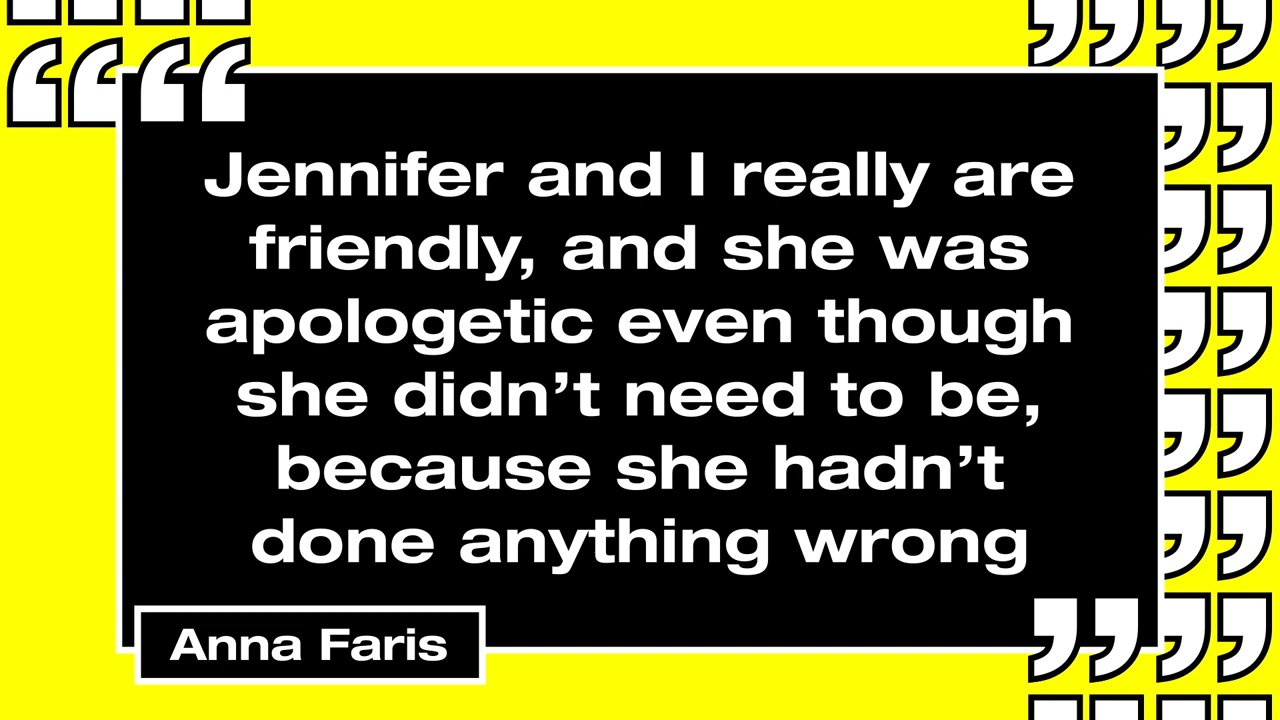 Jennifer and I really are
friendly, and she was
apologetic even though
she didn’t need to be,
because she hadn’t
done anything wrong
Anna Faris